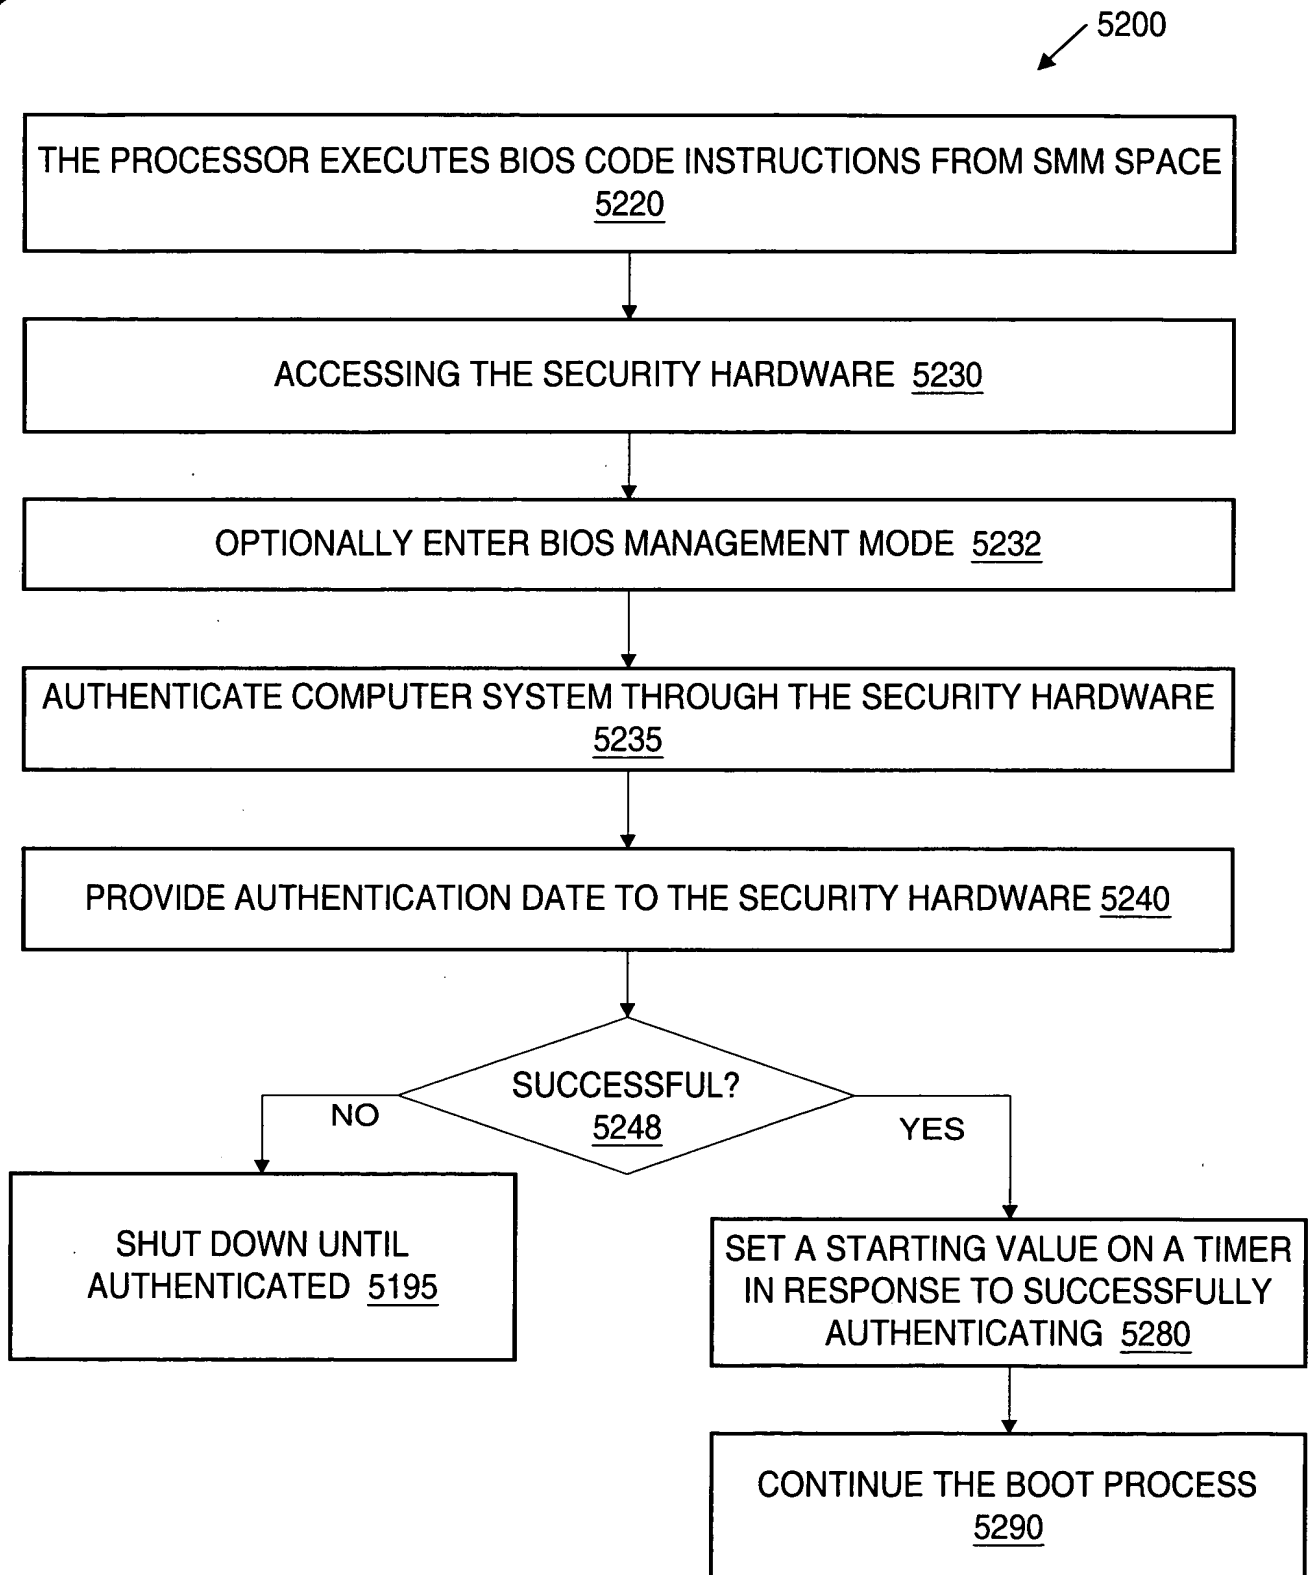 5200
THE PROCESSOR EXECUTES BIOS CODE INSTRUCTIONS FROM SMM SPACE
5220
ACCESSING THE SECURITY HARDWARE 5230
OPTIONALLY ENTER BIOS MANAGEMENT MODE 5232
AUTHENTICATE COMPUTER SYSTEM THROUGH THE SECURITY HARDWARE
5235
PROVIDE AUTHENTICATION DATE TO THE SECURITY HARDWARE 5240
SUCCESSFUL?
5248
NO
YES
SHUT DOWN UNTIL
AUTHENTICATED 5195
SET A STARTING VALUE ON A TIMER
IN RESPONSE TO SUCCESSFULLY
AUTHENTICATING 5280
CONTINUE THE BOOT PROCESS
5290